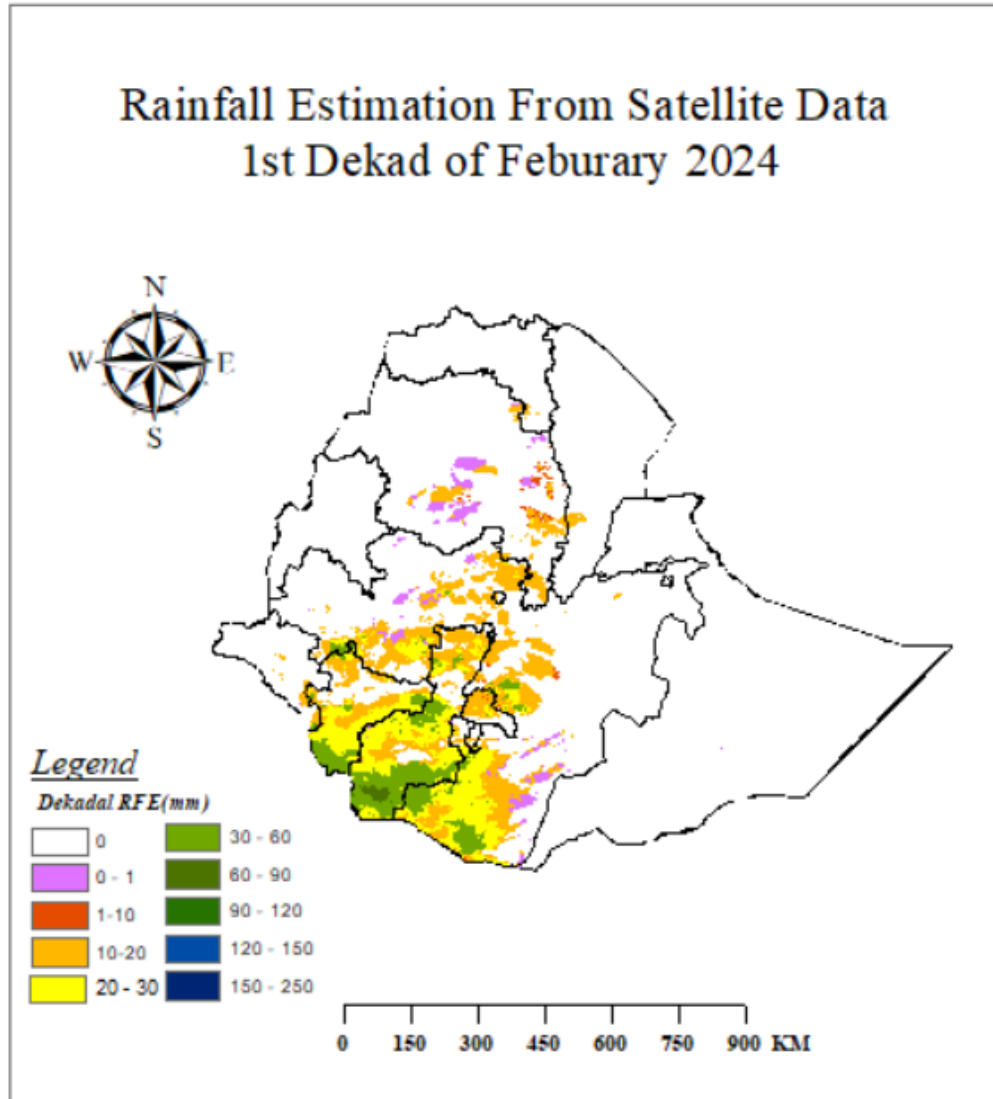 Rainfall Estimation From Satellite Data
1st Dekad of Feburary 2024
N
W E
S
Legend
Dekadal RFE(mm)
0
0 - 1
1-10
10-20
20 - 30
30 - 60
60 - 90
90 - 120
120 - 150
150 - 250
0 150 300 450 600 750 900 KM